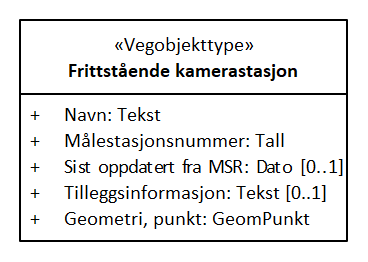 «Vegobjekttype»
Frittstående kamerastasjon
+ Navn: Tekst
+ Målestasjonsnummer: Tall
+ Sist oppdatert fra MSR: Dato [0..1]
+ Tilleggsinformasjon: Tekst [0..1]
+ Geometri, punkt: GeomPunkt